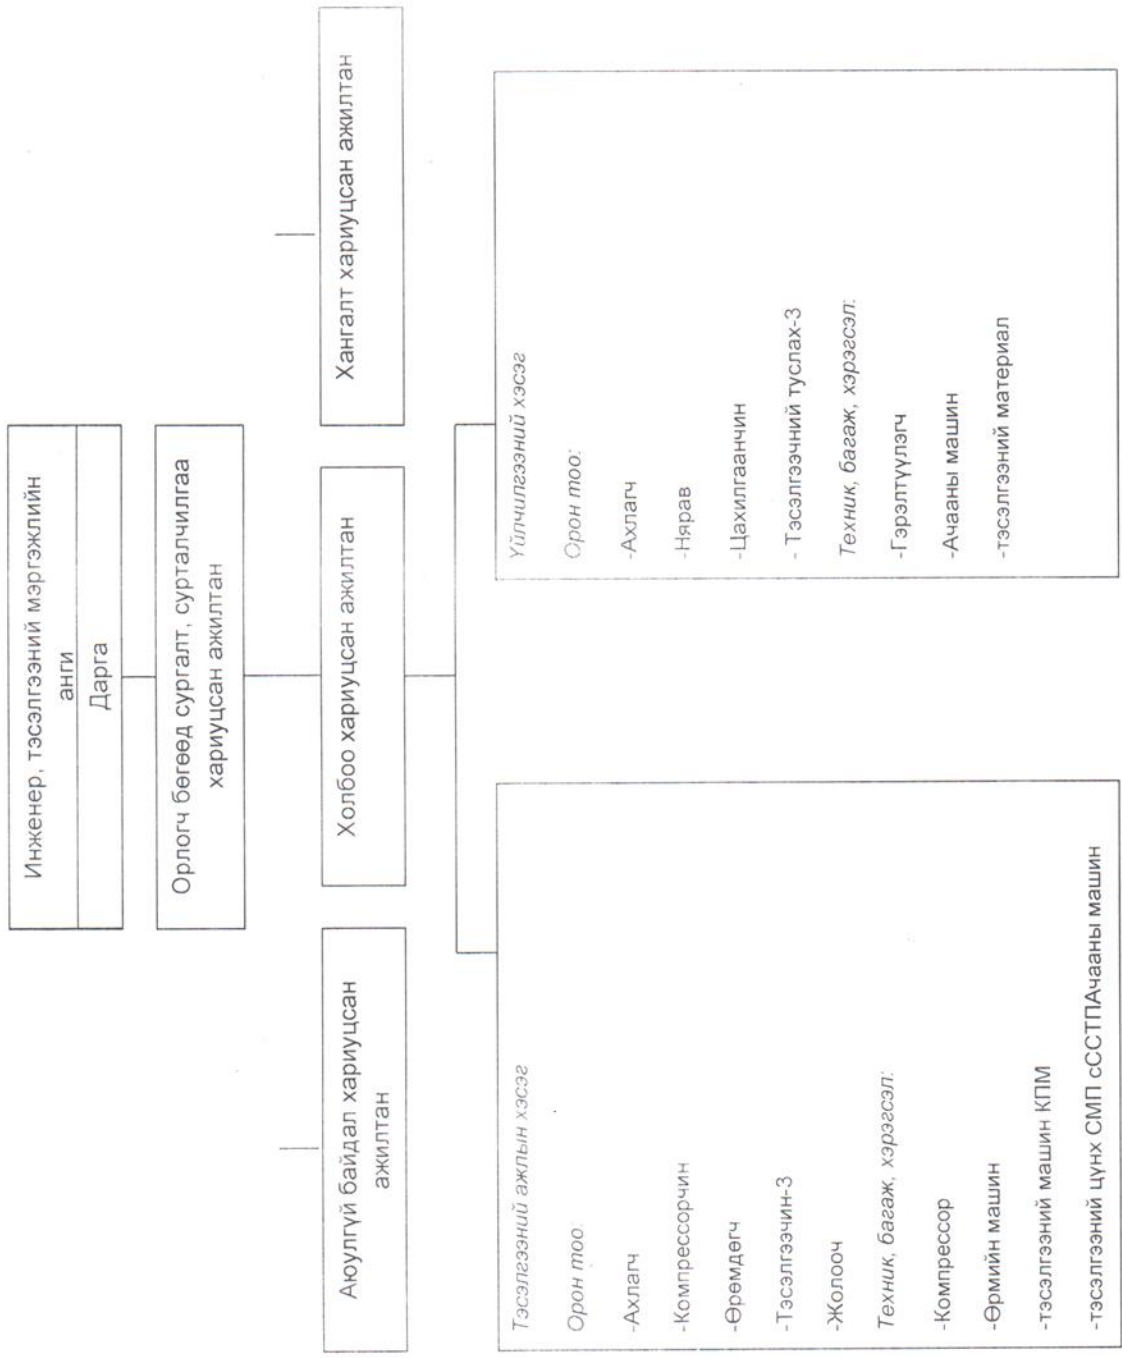 Инженер, тэсэлгээний мэргэжлийн
анги
Дарга
Орлогч бөгөөд сургалт, сурталчилгаа
хариуцсан ажилтан
Аюулгүй байдал хариуцсан
ажилтан
Холбоо хариуцсан ажилтан
Хангалт хариуцсан ажилтан
Тэсэлгээний ажлын хэсэг
Орон тоо:
-Ахлагч
-Компрессорчин
-Өрөмдөгч
-Тэсэлгээчин-3
-Жолооч
Техник, багаж, хэрэгсэл:
-Компрессор
-Өрмийн машин
-тэсэлгээний машин КПМ
-тэсэлгээний цүнх СМП сССТПАчааны машин
Үйлчилгээний хэсэг
Орон тоо:
-Ахлагч
-Нярав
-Цахилгаанчин
- Тэсэлгээчний туслах-3
Техник, багаж, хэрэгсэл:
-Гэрэлтүүлэгч
-Ачааны машин
-тэсэлгээний материал